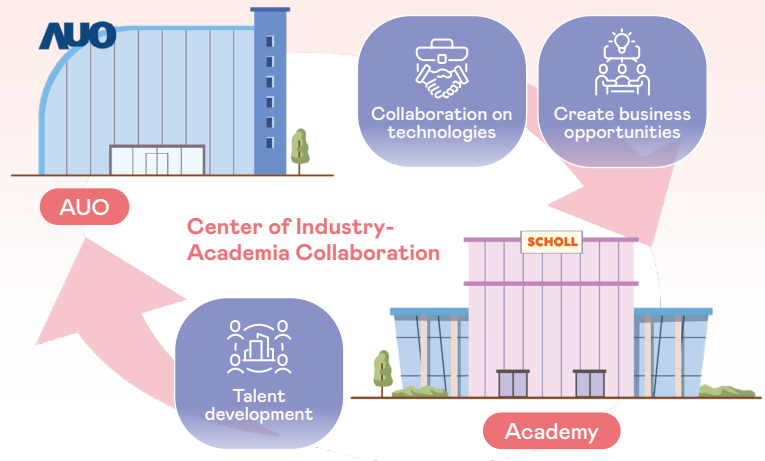 AUO
Collaboration on
technologies
Create business
opportunities
AUO
Center of Industry-
Academia Collaboration
SCHOLL
Talent
development
Academy